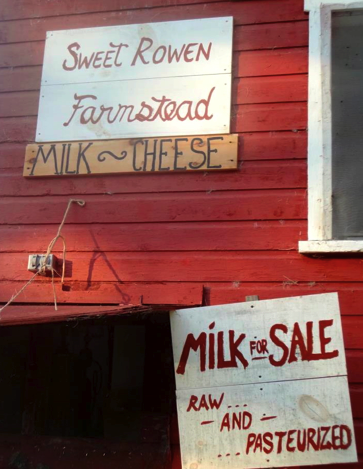 Sweet Rowen
Farmstead
MILK ~ CHEESE
MiLK FOR SALE
RAW...
- AND -
...PASTEURIZED